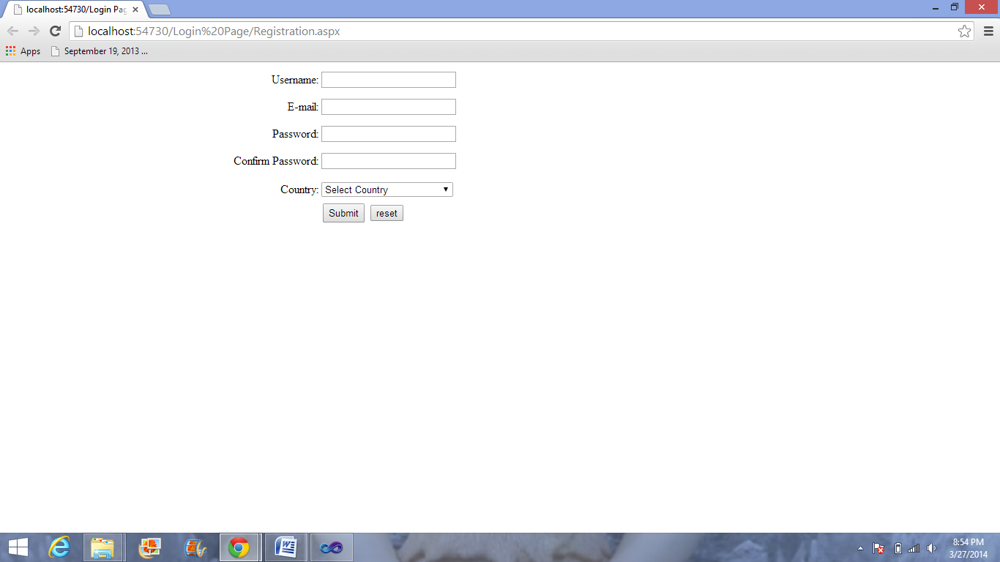 localhost:54730/Login Pag
localhost:54730/Login%20Page/Registration.aspx
Apps September 19, 2013 ...
Username:
E-mail:
Password:
Confirm Password:
Country: Select Country
Submit reset
8:54 PM
3/27/2014